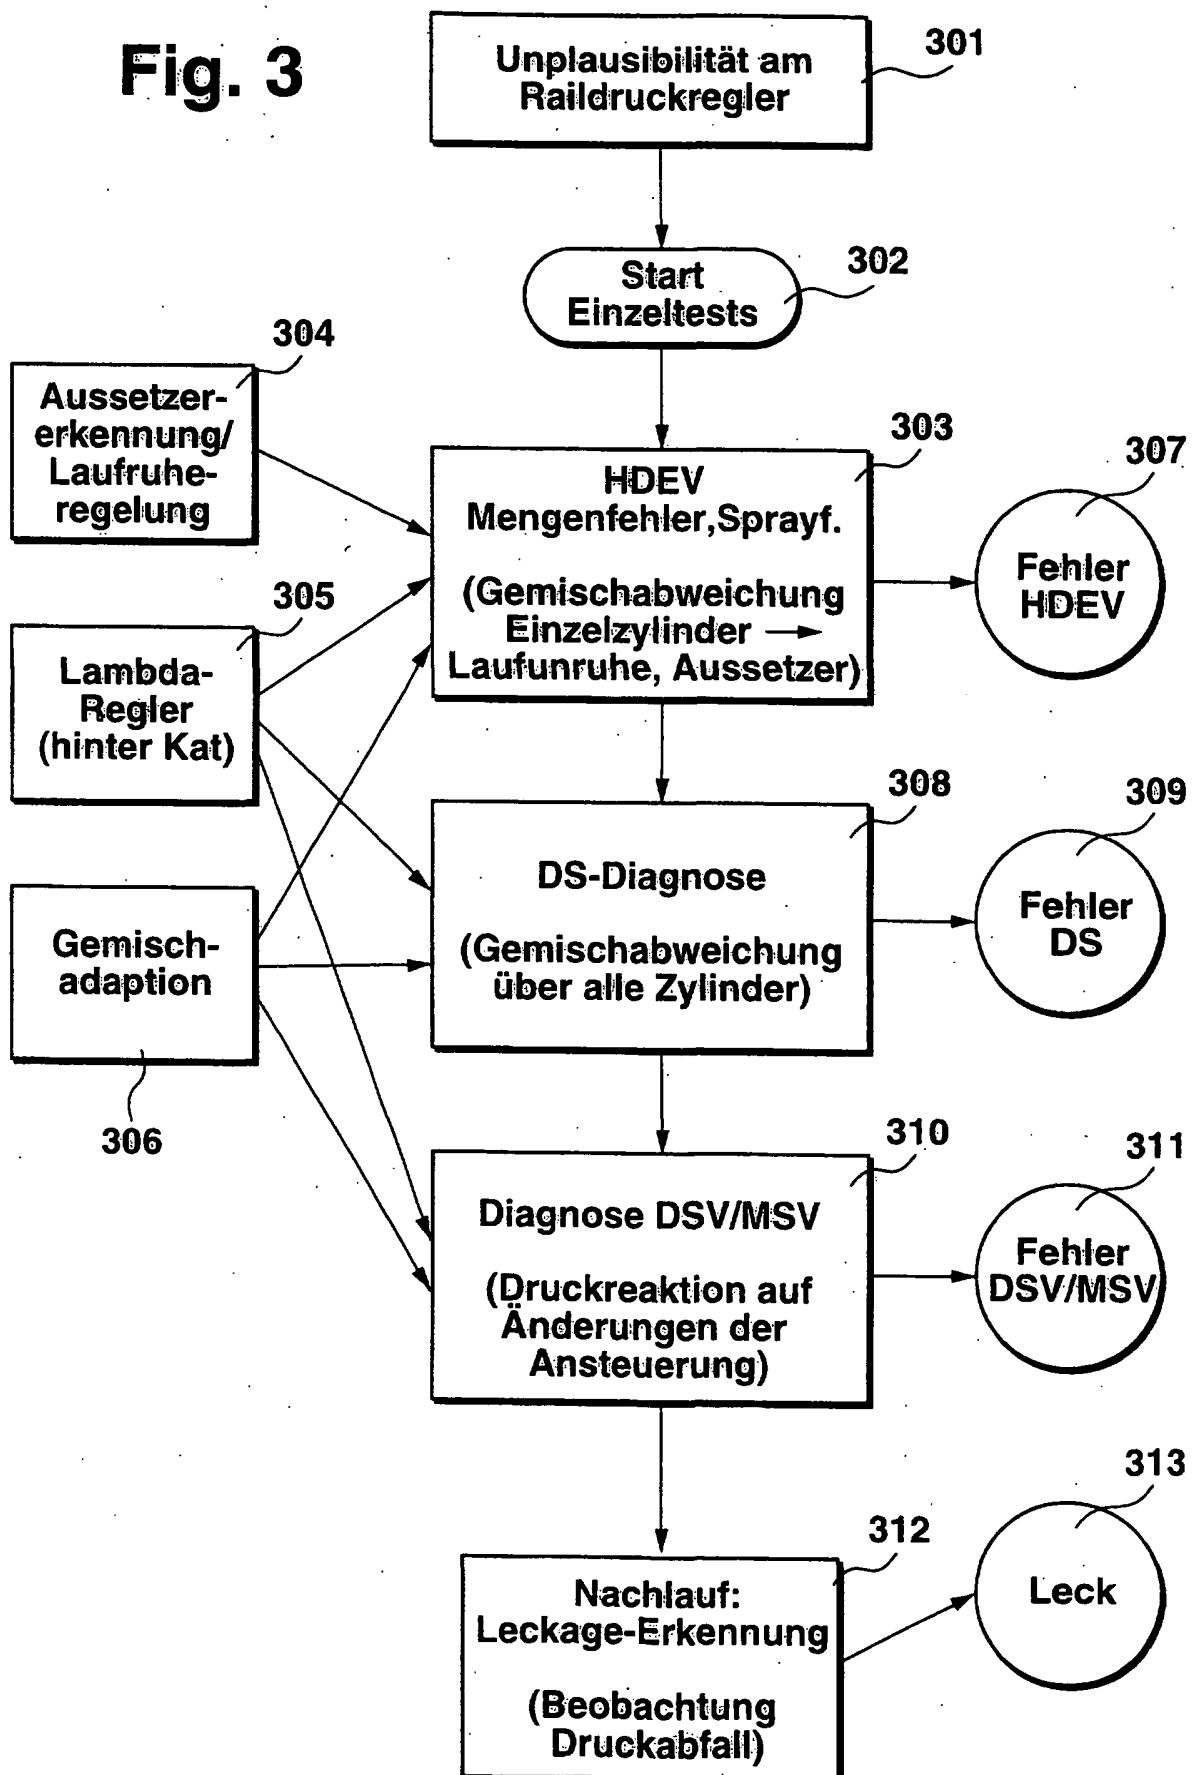 Fig. 3
Unplausibilität am
Raildruckregler
301
Start
Einzeltests
302
304
Aussetzer-
erkennung/
Laufruhe-
regelung
303
HDEV
Mengenfehler,Sprayf.
(Gemischabweichung
Einzelzylinder →
Laufunruhe, Aussetzer)
307
Fehler
HDEV
305
Lambda-
Regler
(hinter Kat)
308
DS-Diagnose
(Gemischabweichung
über alle Zylinder)
309
Fehler
DS
Gemisch-
adaption
306
310
Diagnose DSV/MSV
(Druckreaktion auf
Änderungen der
Ansteuerung)
311
Fehler
DSV/MSV
312
Nachlauf:
Leckage-Erkennung
(Beobachtung
Druckabfall)
313
Leck